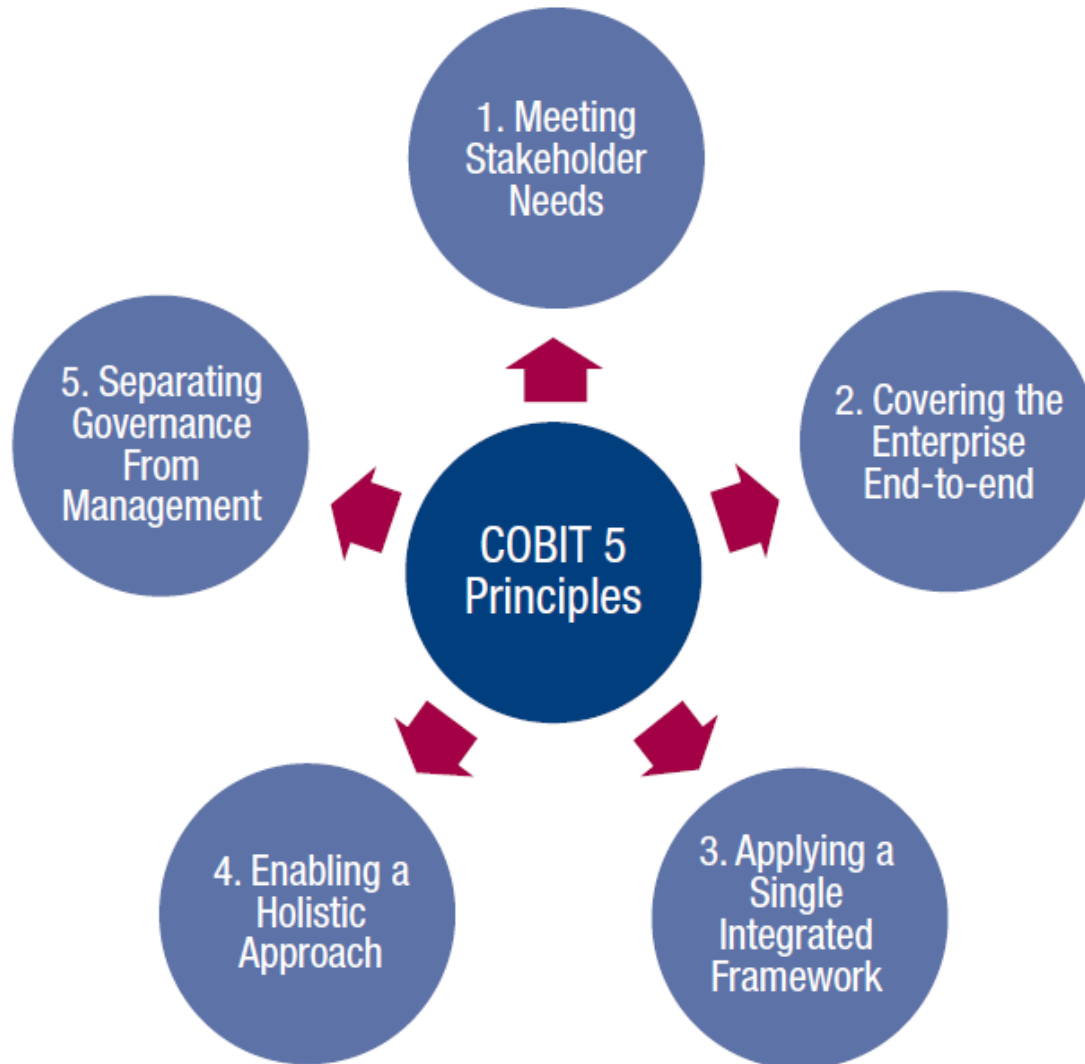 1. Meeting
Stakeholder
Needs
2. Covering the
Enterprise
End-to-end
3. Applying a
Single
Integrated
Framework
4. Enabling a
Holistic
Approach
5. Separating
Governance
From
Management
COBIT 5
Principles